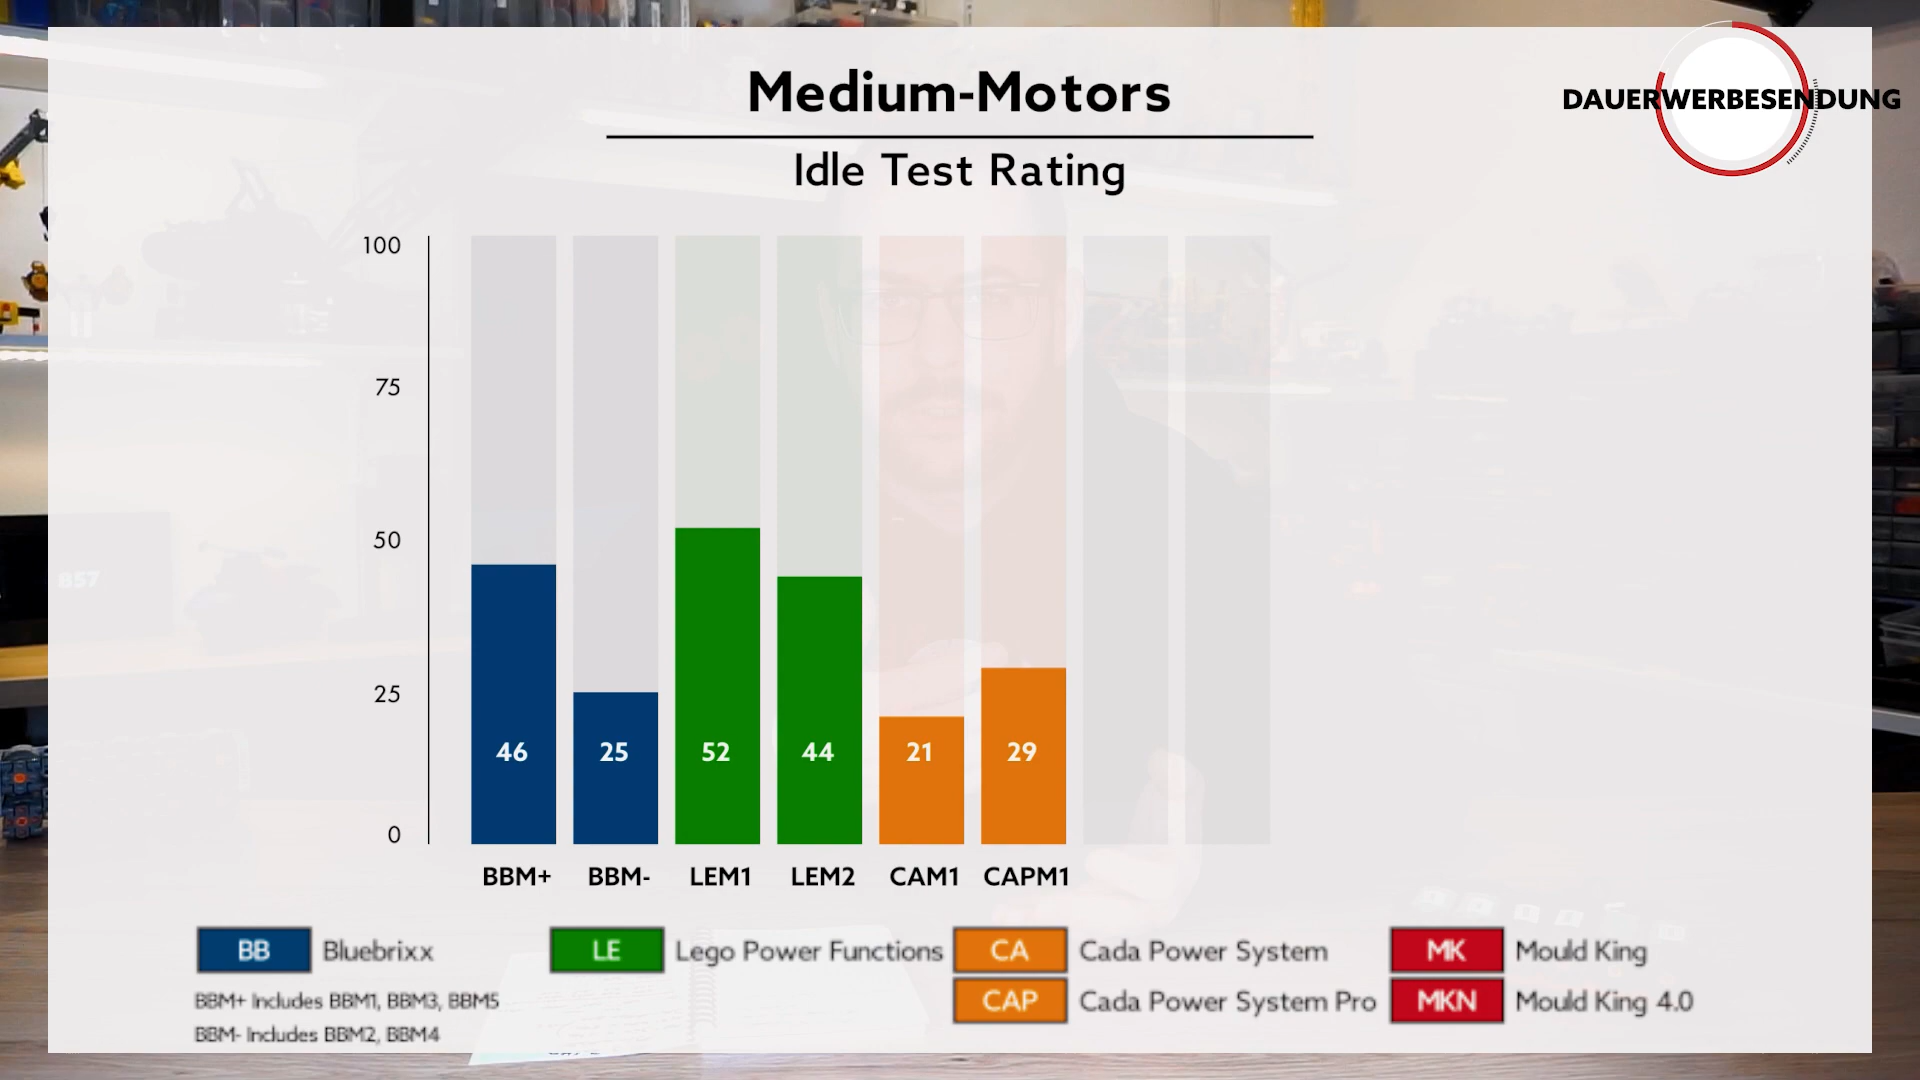 Medium-Motors
DAUERWERBESENDUNG
Idle Test Rating
100
75
50
25
0
46
25
52
44
21
29
BBM+
BBM-
LEM1
LEM2
CAM1
CAPM1
BB Bluebrixx
LE Lego Power Functions
CA Cada Power System
MK Mould King
BBM+ Includes BBM1, BBM3, BBM5
CAP Cada Power System Pro
MKN Mould King 4.0
BBM- Includes BBM2, BBM4
857